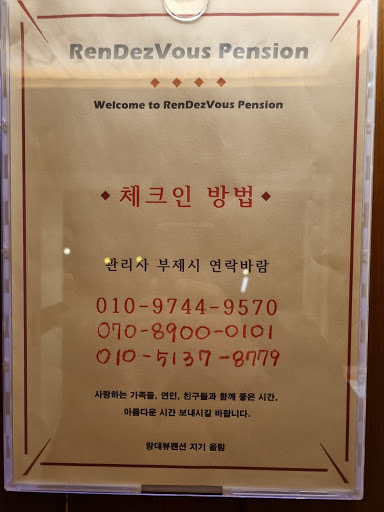 RenDezVous Pension
Welcome to RenDezVous Pension
체크인 방법
관리사 부제시 연락바람
010-9744-9570
070-8900-0101
010-5137-8779
사랑하는 가족들, 연인, 친구들과 함께 좋은 시간,
아름다운 시간 보내시길 바랍니다.
랑데뷰펜션 지기 올림